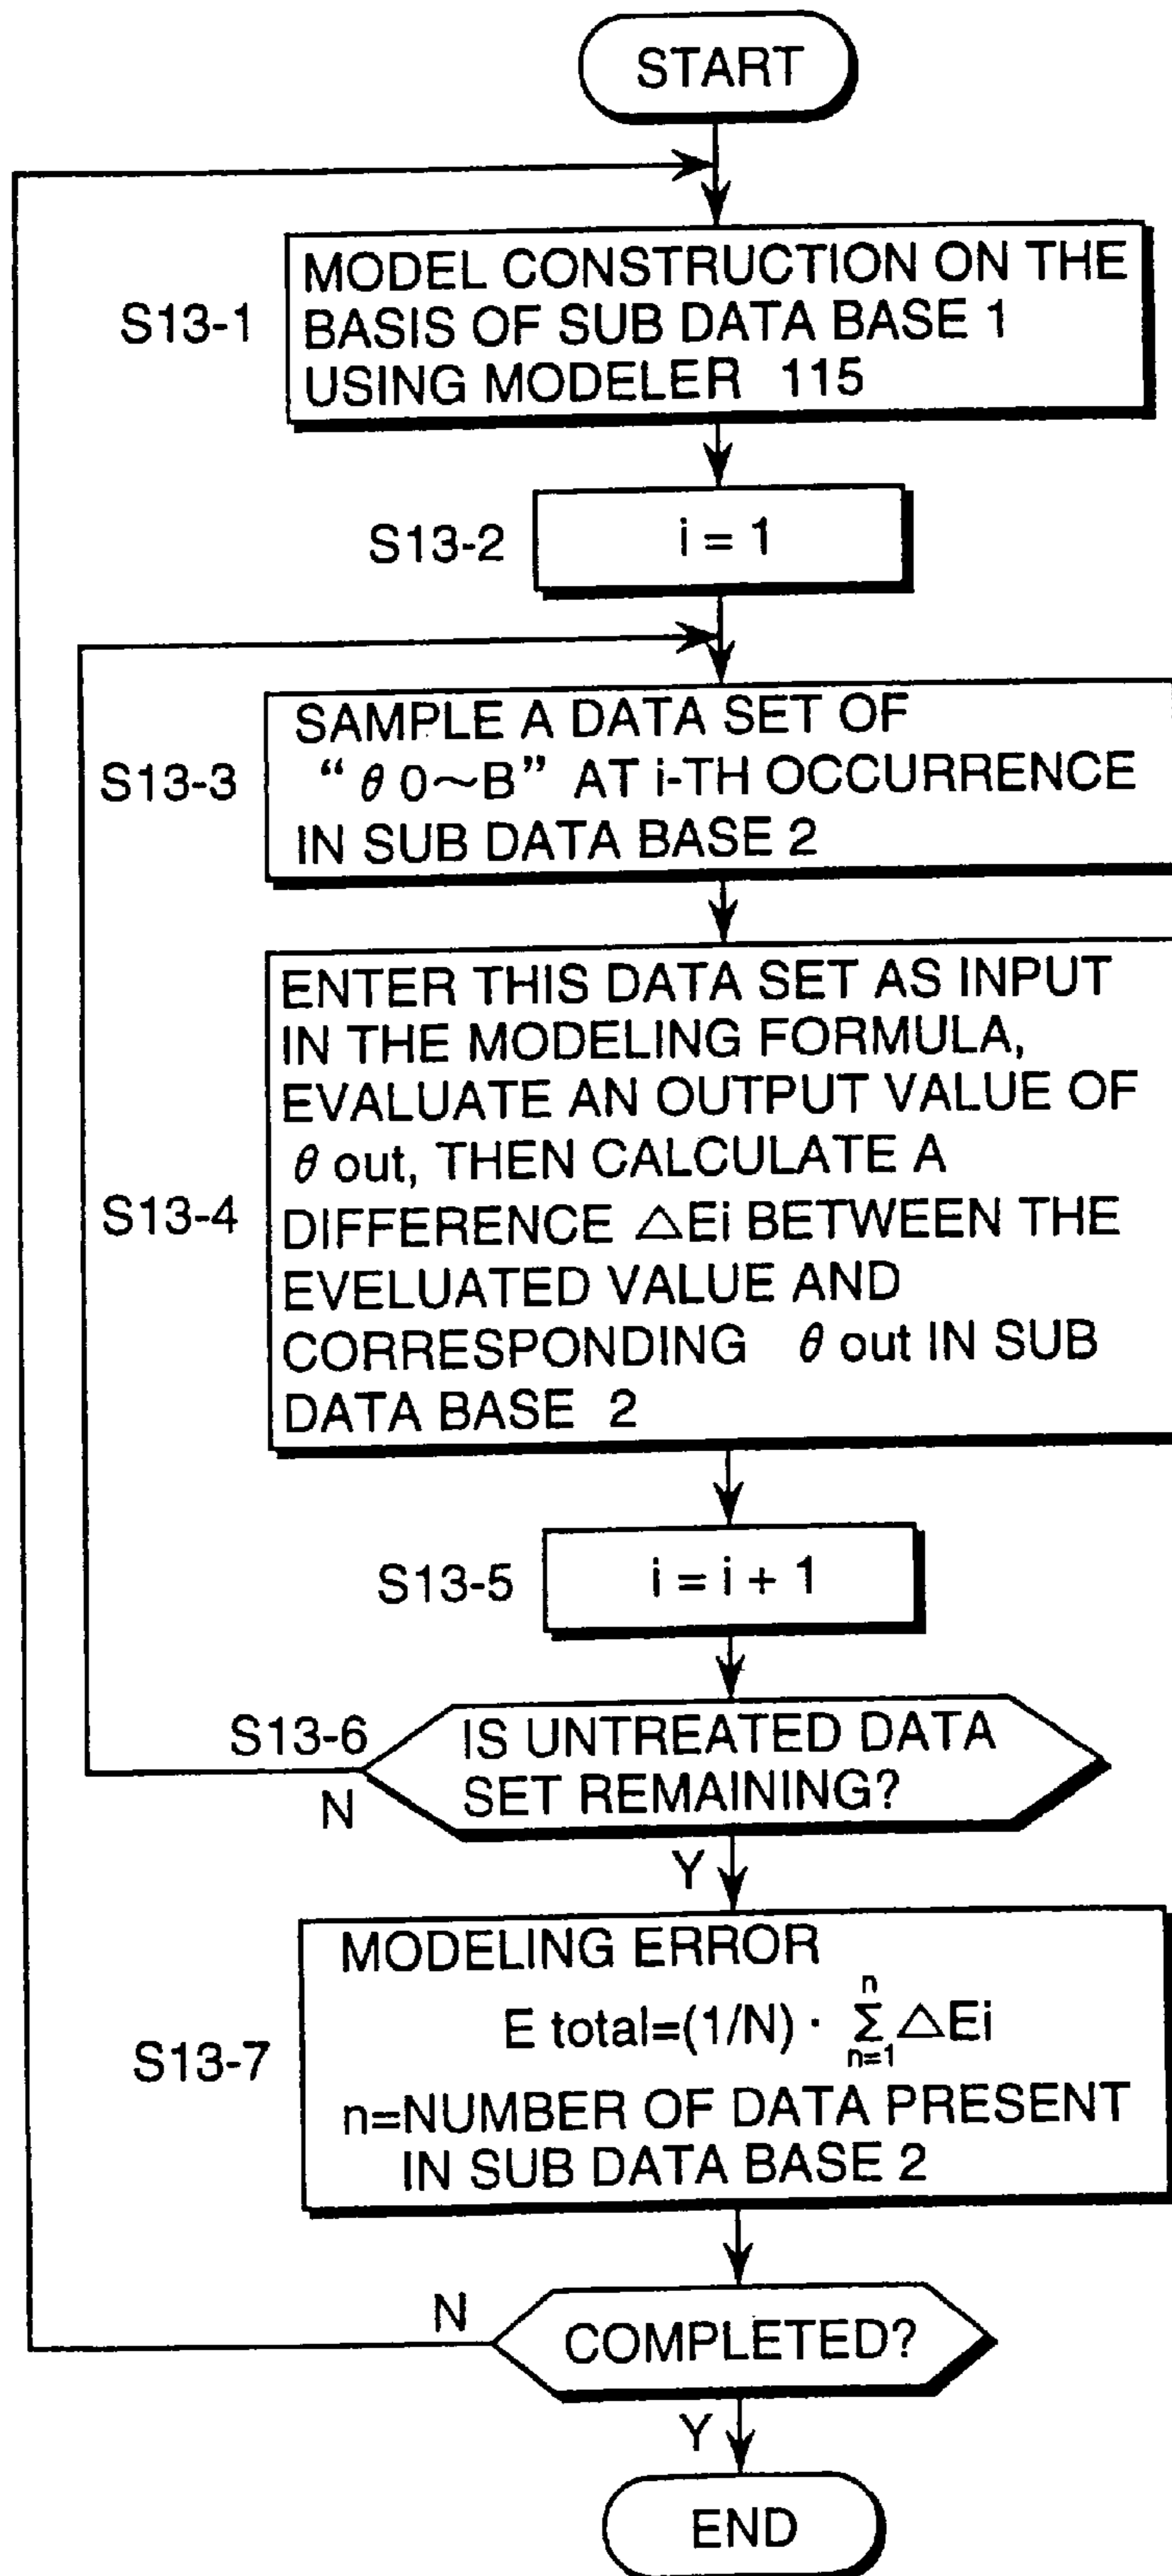 START
S13-1
MODEL CONSTRUCTION ON THE
BASIS OF SUB DATA BASE 1
USING MODELER 115
S13-2
i = 1
S13-3
SAMPLE A DATA SET OF
“ θ 0~B” AT i-TH OCCURRENCE
IN SUB DATA BASE 2
S13-4
ENTER THIS DATA SET AS INPUT
IN THE MODELING FORMULA,
EVALUATE AN OUTPUT VALUE OF
θ out, THEN CALCULATE A
DIFFERENCE △Ei BETWEEN THE
EVELUATED VALUE AND
CORRESPONDING θ out IN SUB
DATA BASE 2
S13-5
i = i + 1
S13-6
IS UNTREATED DATA
SET REMAINING?
N
Y
S13-7
MODELING ERROR
n
E total=(1/N) · Σ △Ei
n=1
n=NUMBER OF DATA PRESENT
IN SUB DATA BASE 2
N
COMPLETED?
Y
END